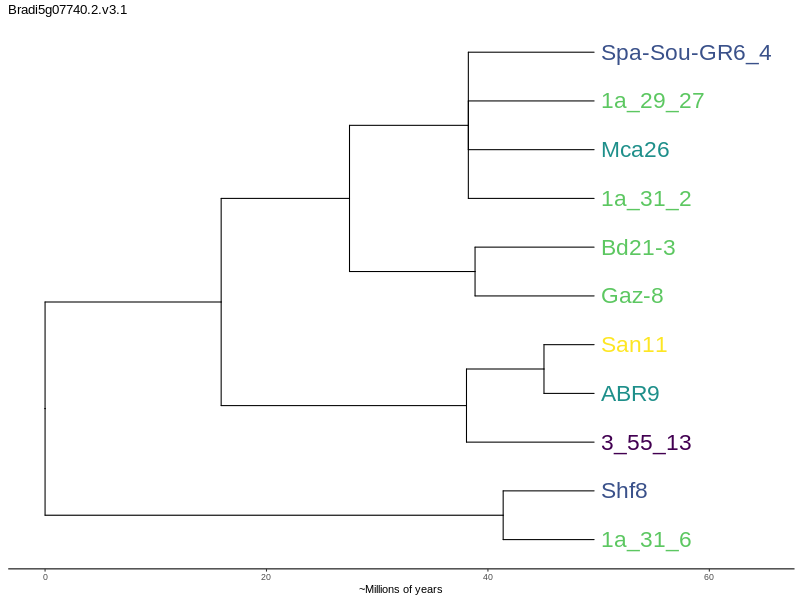 Bradi5g07740.2.v3.1
Spa-Sou-GR6_4
1a_29_27
Mca26
1a_31_2
Bd21-3
Gaz-8
San11
ABR9
3_55_13
Shf8
1a_31_6
0 20 40 60
~Millions of years